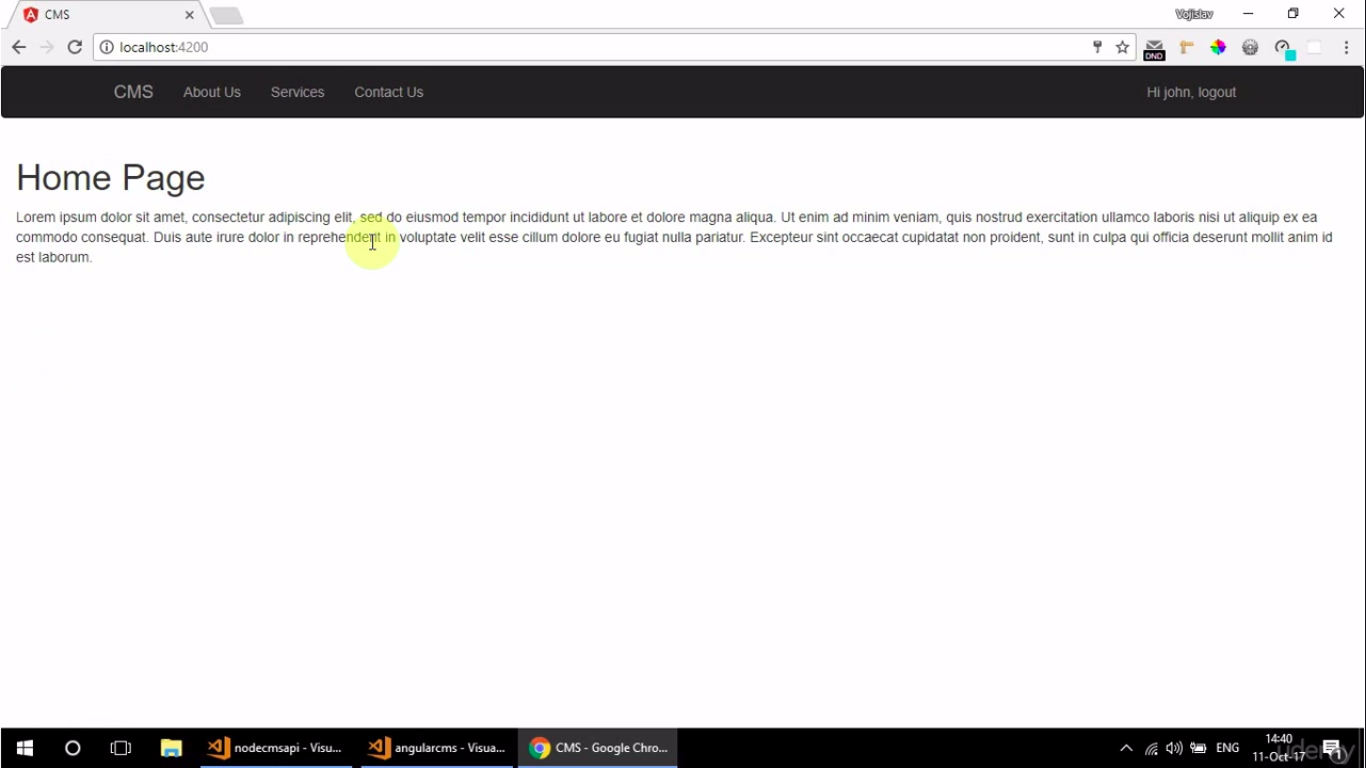 CMS
Vojislav
localhost:4200
DND
CMS About Us Services Contact Us Hi john, logout
Home Page
Lorem ipsum dolor sit amet, consectetur adipiscing elit, sed do eiusmod tempor incididunt ut labore et dolore magna aliqua. Ut enim ad minim veniam, quis nostrud exercitation ullamco laboris nisi ut aliquip ex ea
commodo consequat. Duis aute irure dolor in reprehenderit in voluptate velit esse cillum dolore eu fugiat nulla pariatur. Excepteur sint occaecat cupidatat non proident, sunt in culpa qui officia deserunt mollit anim id
est laborum.
nodecmsapi - Visu... angularcms - Visua... CMS - Google Chro... ENG 14:40
11-Oct-17
udemy
1